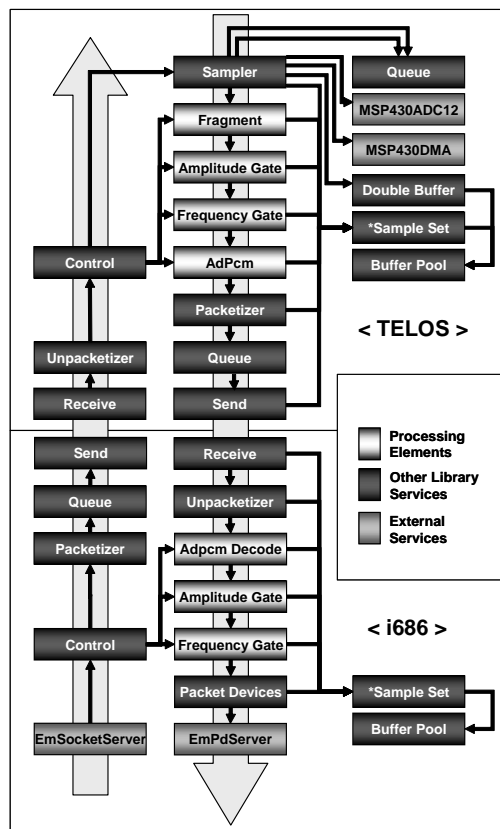 Sampler
Queue
MSP430ADC12
Fragment
MSP430DMA
Amplitude Gate
Double Buffer
Frequency Gate
*Sample Set
Control
AdPcm
Buffer Pool
Packetizer
< TELOS >
Unpacketizer
Queue
Receive
Send
Processing
Elements
Other Library
Services
External
Services
Send
Receive
Queue
Unpacketizer
Packetizer
Adpcm Decode
Amplitude Gate
< i686 >
Control
Frequency Gate
Packet Devices
*Sample Set
EmSocketServer
EmPdServer
Buffer Pool